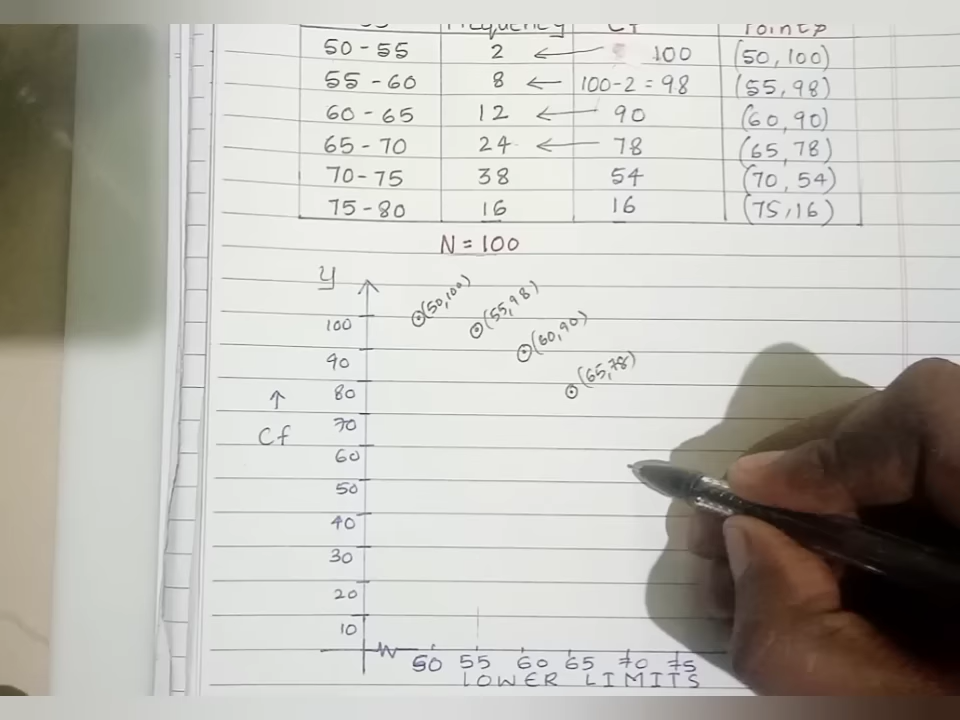 Frequency CF Points
50-55 2 ← 100 (50,100)
55-60 8 ← 100-2=98 (55,98)
60-65 12 ← 90 (60,90)
65-70 24 ← 78 (65,78)
70-75 38 54 (70,54)
75-80 16 16 (75,16)
N = 100
y
(50,100) (55,98)
100 (60,90)
90 (65,78)
↑ 80
70
Cf
60
50
40
30
20
10
50 55 60 65 70 75
LOWER LIMITS